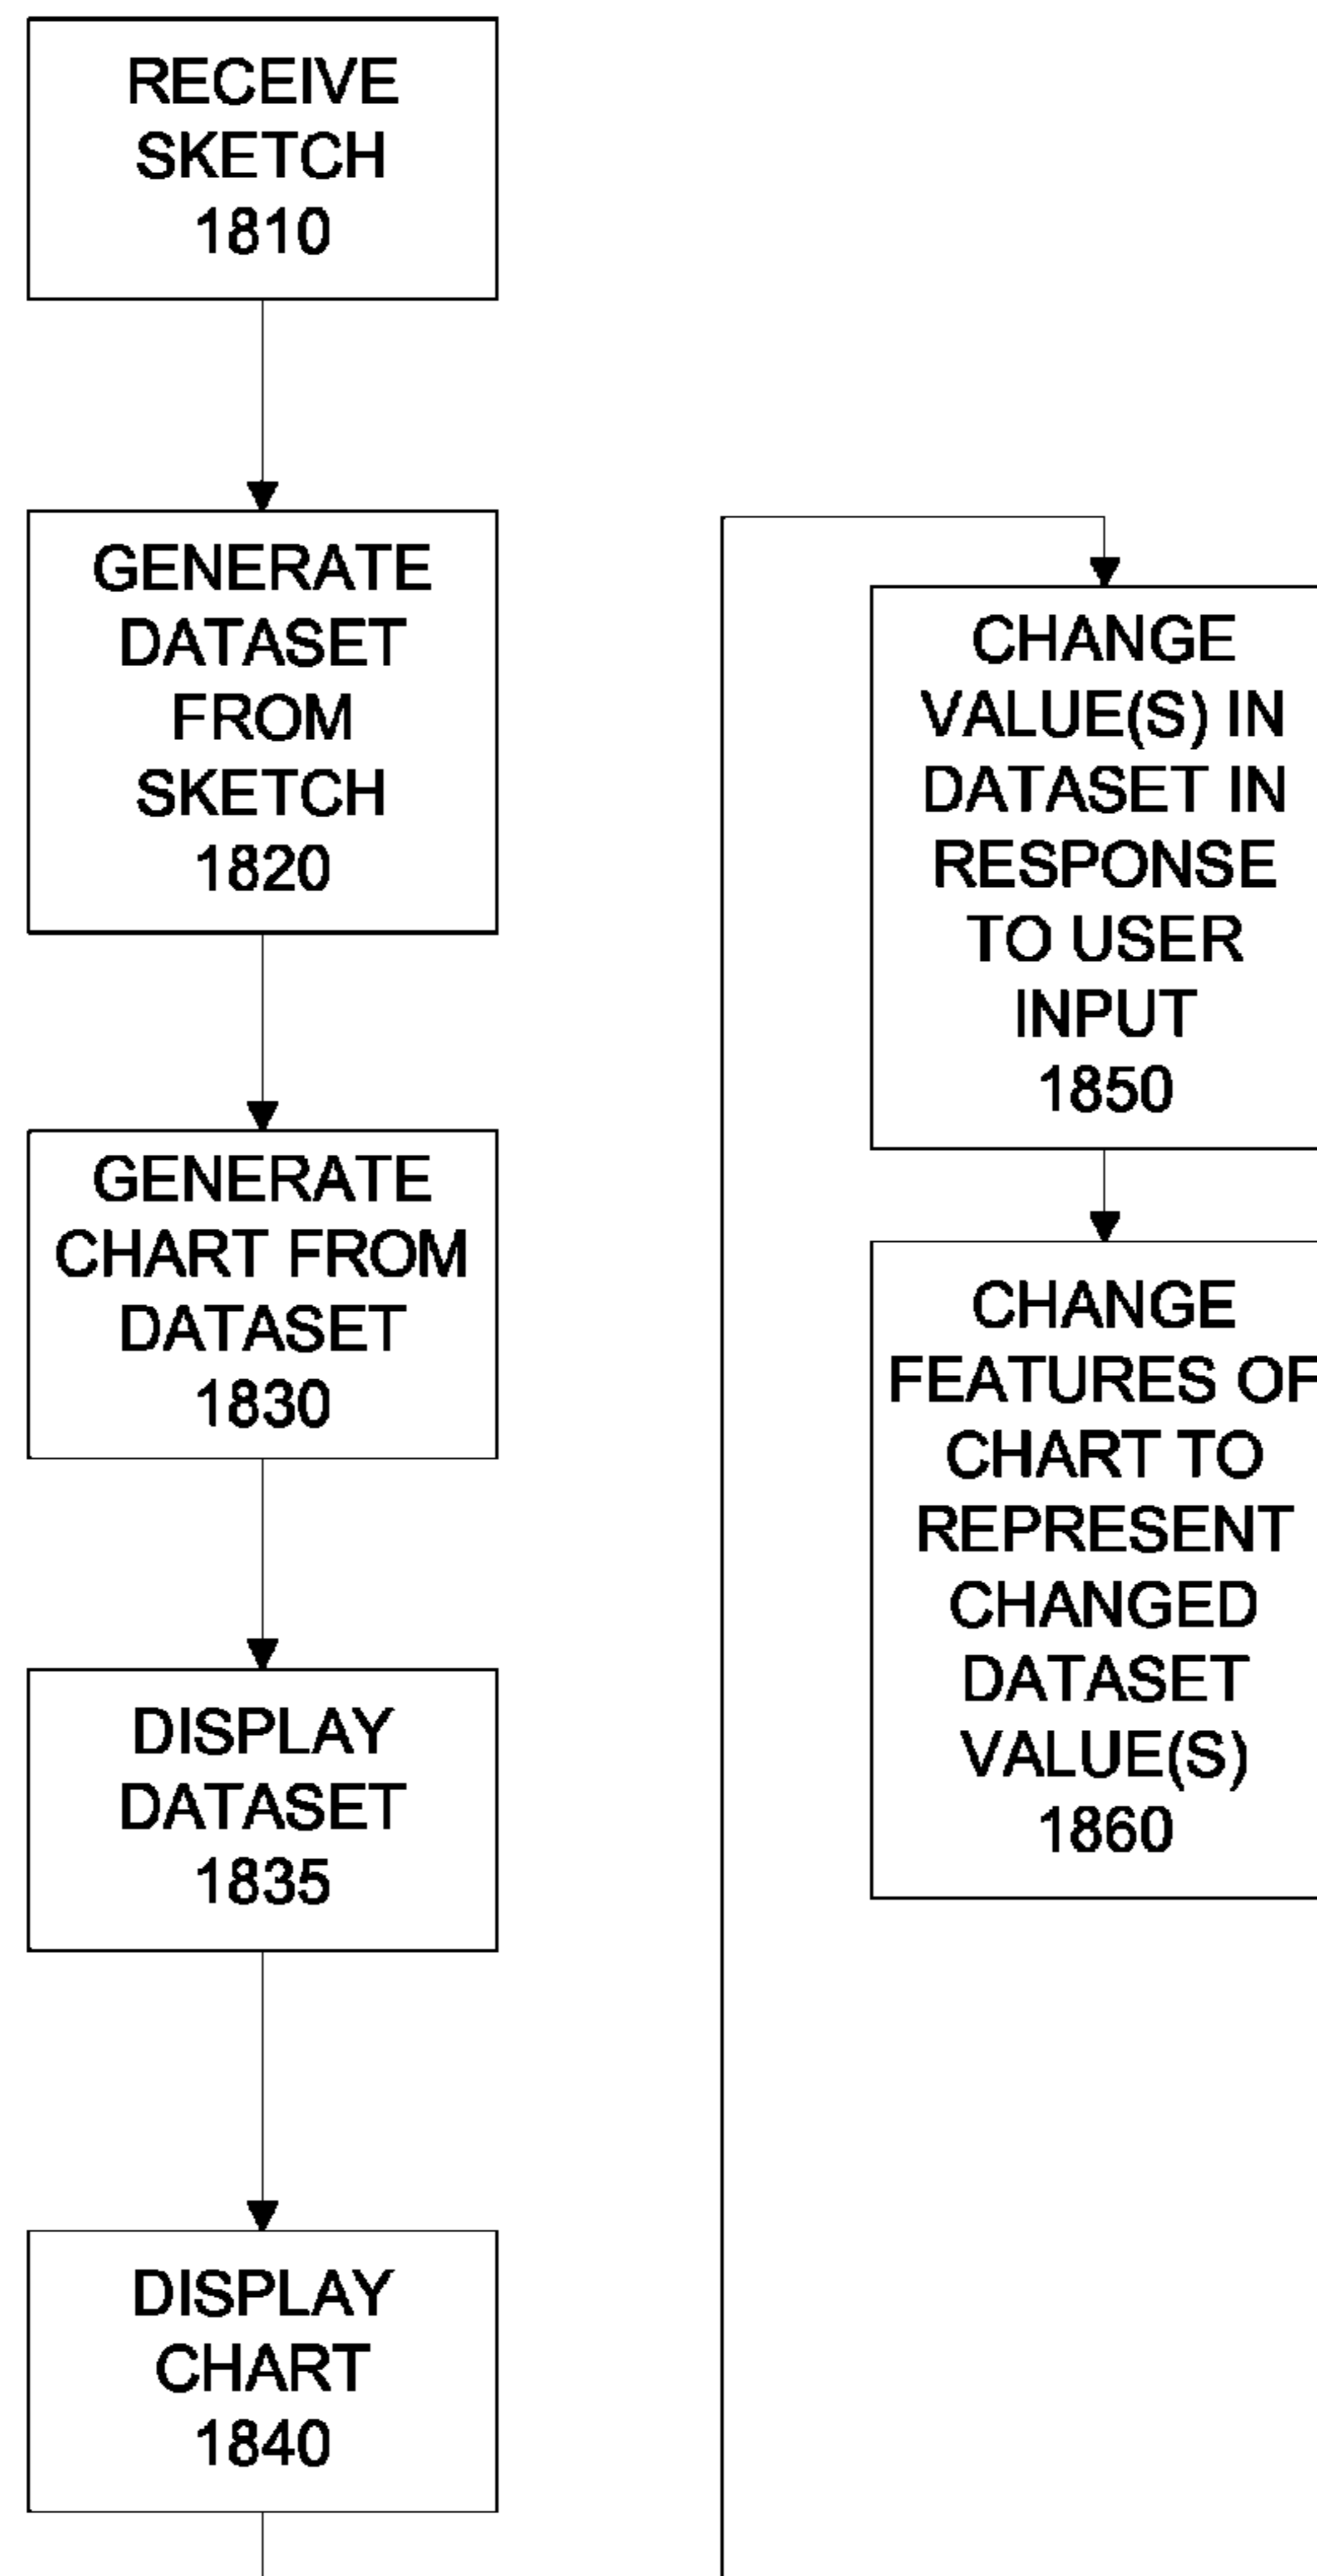 RECEIVE
SKETCH
1810
GENERATE
DATASET
FROM
SKETCH
1820
GENERATE
CHART FROM
DATASET
1830
DISPLAY
DATASET
1835
DISPLAY
CHART
1840
CHANGE
VALUE(S) IN
DATASET IN
RESPONSE
TO USER
INPUT
1850
CHANGE
FEATURES OF
CHART TO
REPRESENT
CHANGED
DATASET
VALUE(S)
1860